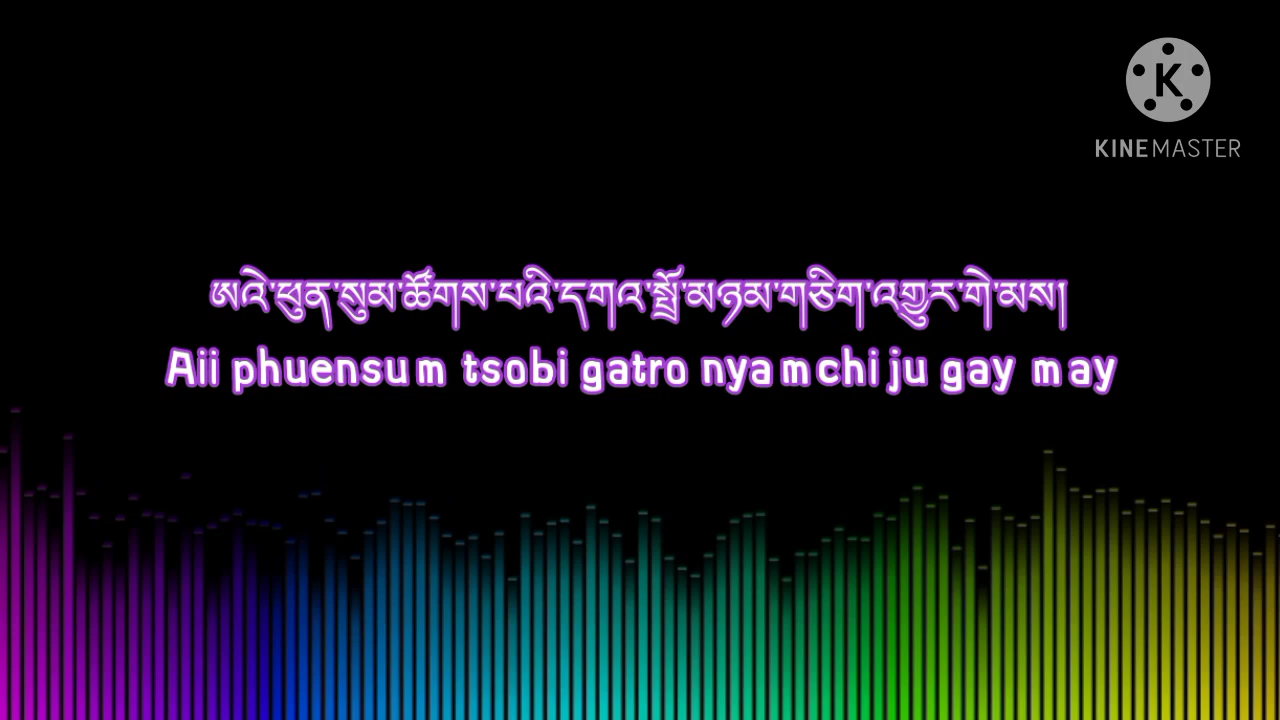 KINEMASTER
ཨའེ་ཕུན་སུམ་ཚོགས་པའི་དགའ་སྤྲོ་མཉམ་གཅིག་འགྱུར་གེ་མས།
Aii phuensum tsobi gatro nyamchi ju gay may